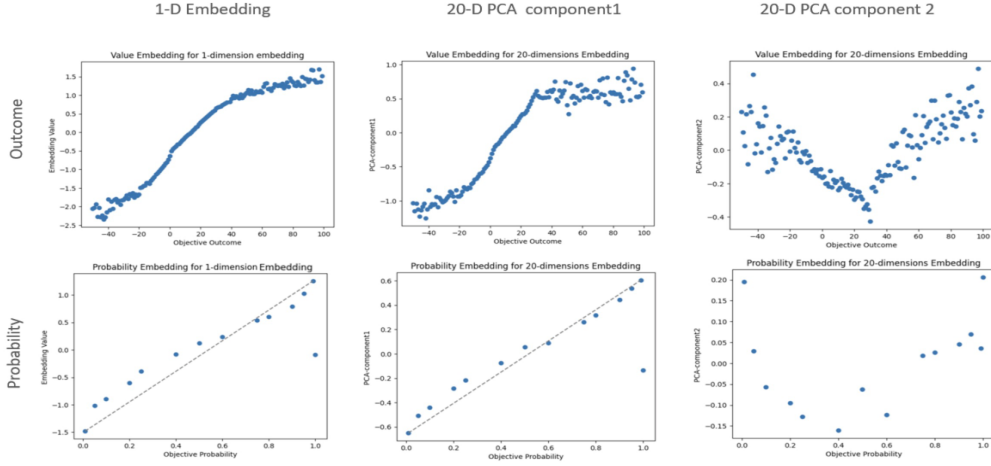 1-D Embedding
20-D PCA component1
20-D PCA component 2
Outcome
Value Embedding for 1-dimension embedding
Embedding Value
1.5
1.0
0.5
0.0
−0.5
−1.0
−1.5
−2.0
−2.5
−40 −20 0 20 40 60 80 100
Objective Outcome
Value Embedding for 20-dimensions Embedding
PCA-component1
1.0
0.5
0.0
−0.5
−1.0
−40 −20 0 20 40 60 80 100
Objective Outcome
Value Embedding for 20-dimensions Embedding
PCA-component2
0.4
0.2
0.0
−0.2
−0.4
−40 −20 0 20 40 60 80 100
Objective Outcome
Probability
Probability Embedding for 1-dimension Embedding
Embedding Value
1.0
0.5
0.0
−0.5
−1.0
−1.5
0.0 0.2 0.4 0.6 0.8 1.0
Objective Probability
Probability Embedding for 20-dimensions Embedding
PCA-component1
0.6
0.4
0.2
0.0
−0.2
−0.4
−0.6
0.0 0.2 0.4 0.6 0.8 1.0
Objective Probability
Probability Embedding for 20-dimensions Embedding
PCA-component2
0.20
0.15
0.10
0.05
0.00
−0.05
−0.10
−0.15
0.0 0.2 0.4 0.6 0.8 1.0
Objective Probability